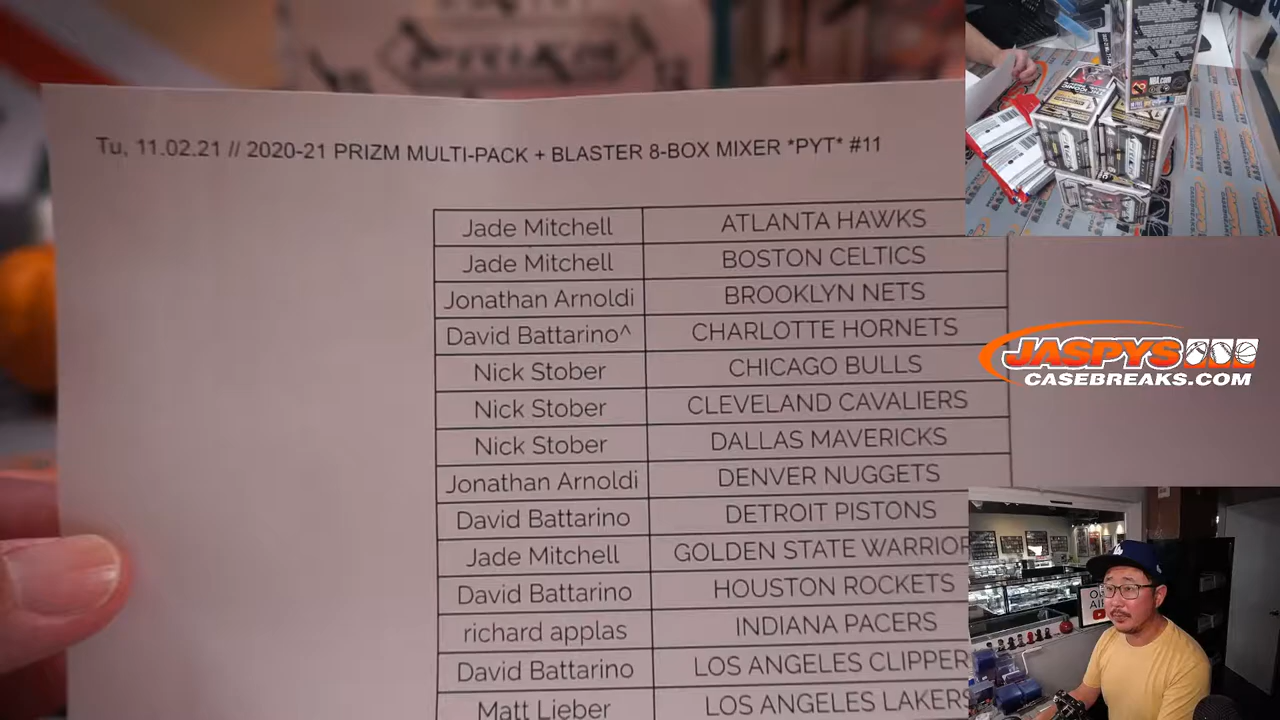 Tu, 11.02.21 // 2020-21 PRIZM MULTI-PACK + BLASTER 8-BOX MIXER *PYT* #11
Jade Mitchell ATLANTA HAWKS
Jade Mitchell BOSTON CELTICS
Jonathan Arnoldi BROOKLYN NETS
David Battarino^ CHARLOTTE HORNETS
Nick Stober CHICAGO BULLS
Nick Stober CLEVELAND CAVALIERS
Nick Stober DALLAS MAVERICKS
Jonathan Arnoldi DENVER NUGGETS
David Battarino DETROIT PISTONS
Jade Mitchell GOLDEN STATE WARRIOR
David Battarino HOUSTON ROCKETS
richard applas INDIANA PACERS
David Battarino LOS ANGELES CLIPPER
Matt Lieber LOS ANGELES LAKERS
JASPYS
CASEBREAKS.COM